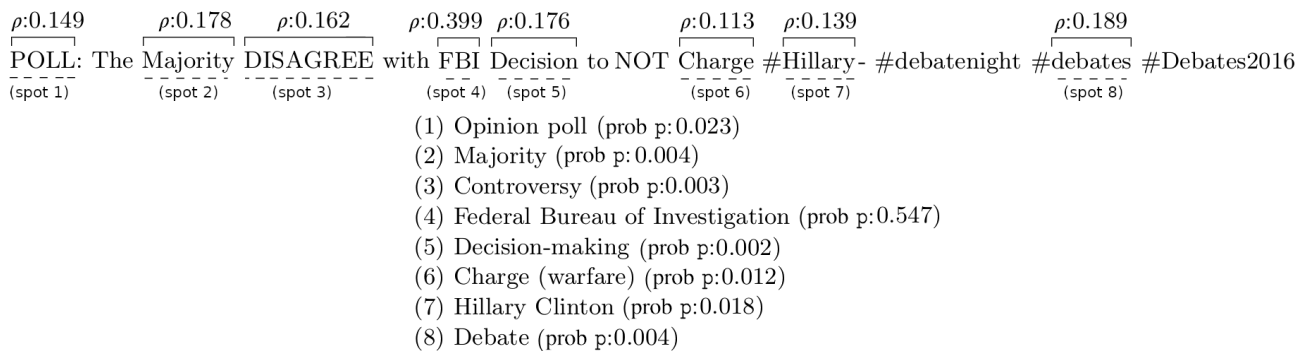 ρ:0.149 ρ:0.178 ρ:0.162 ρ:0.399 ρ:0.176 ρ:0.113 ρ:0.139 ρ:0.189
POLL: The Majority DISAGREE with FBI Decision to NOT Charge #Hillary- #debatenight #debates #Debates2016
(spot 1) (spot 2) (spot 3) (spot 4) (spot 5) (spot 6) (spot 7) (spot 8)
(1) Opinion poll (prob p:0.023)
(2) Majority (prob p:0.004)
(3) Controversy (prob p:0.003)
(4) Federal Bureau of Investigation (prob p:0.547)
(5) Decision-making (prob p:0.002)
(6) Charge (warfare) (prob p:0.012)
(7) Hillary Clinton (prob p:0.018)
(8) Debate (prob p:0.004)